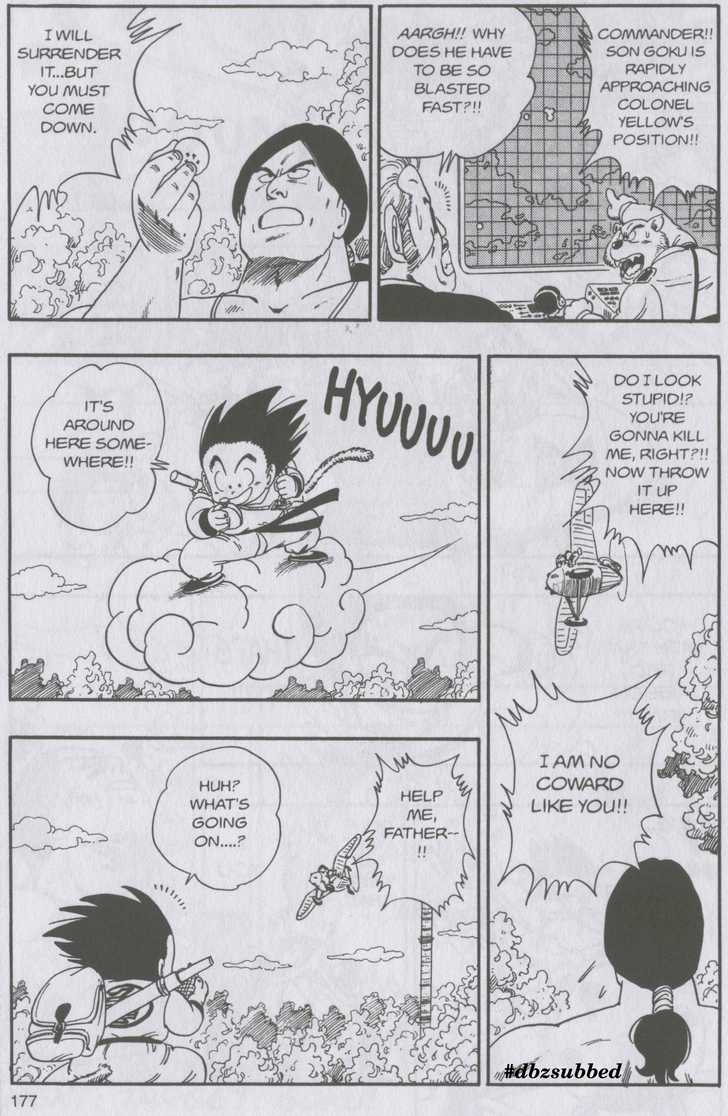 COMMANDER!!
SON GOKU IS
RAPIDLY
APPROACHING
COLONEL
YELLOW'S
POSITION!!
AARGH!! WHY
DOES HE HAVE
TO BE SO
BLASTED
FAST?!!
I WILL
SURRENDER
IT...BUT
YOU MUST
COME
DOWN.
DO I LOOK
STUPID!?
YOU'RE
GONNA KILL
ME, RIGHT?!!
NOW THROW
IT UP
HERE!!
I AM NO
COWARD
LIKE YOU!!
HYUUUU
IT'S
AROUND
HERE SOME-
WHERE!!
HELP
ME,
FATHER--
!!
HUH?
WHAT'S
GOING
ON....?
#dbzsubbed
177